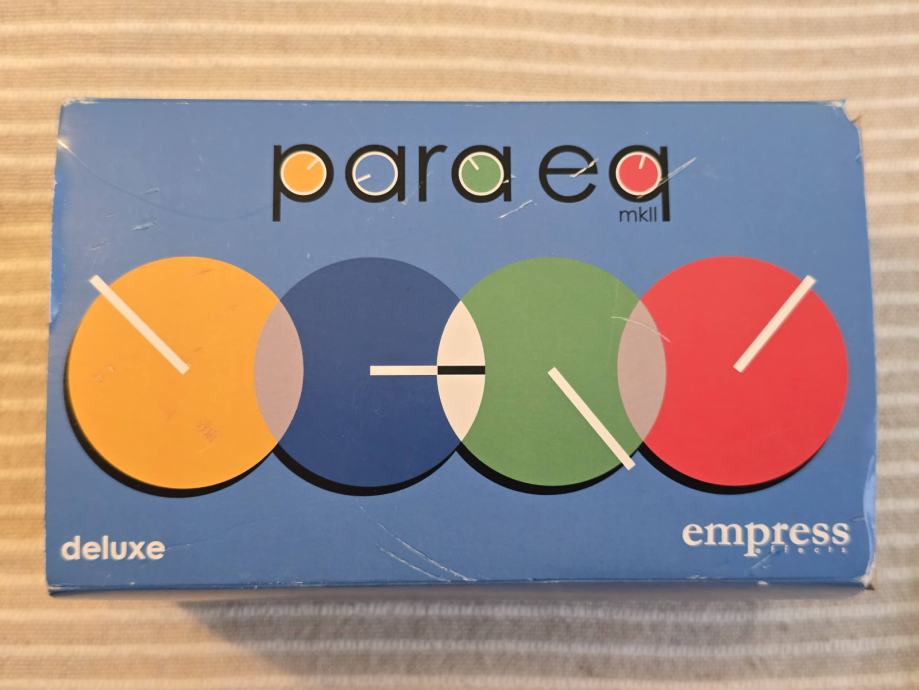 para eq
mkII
deluxe
empress
effects